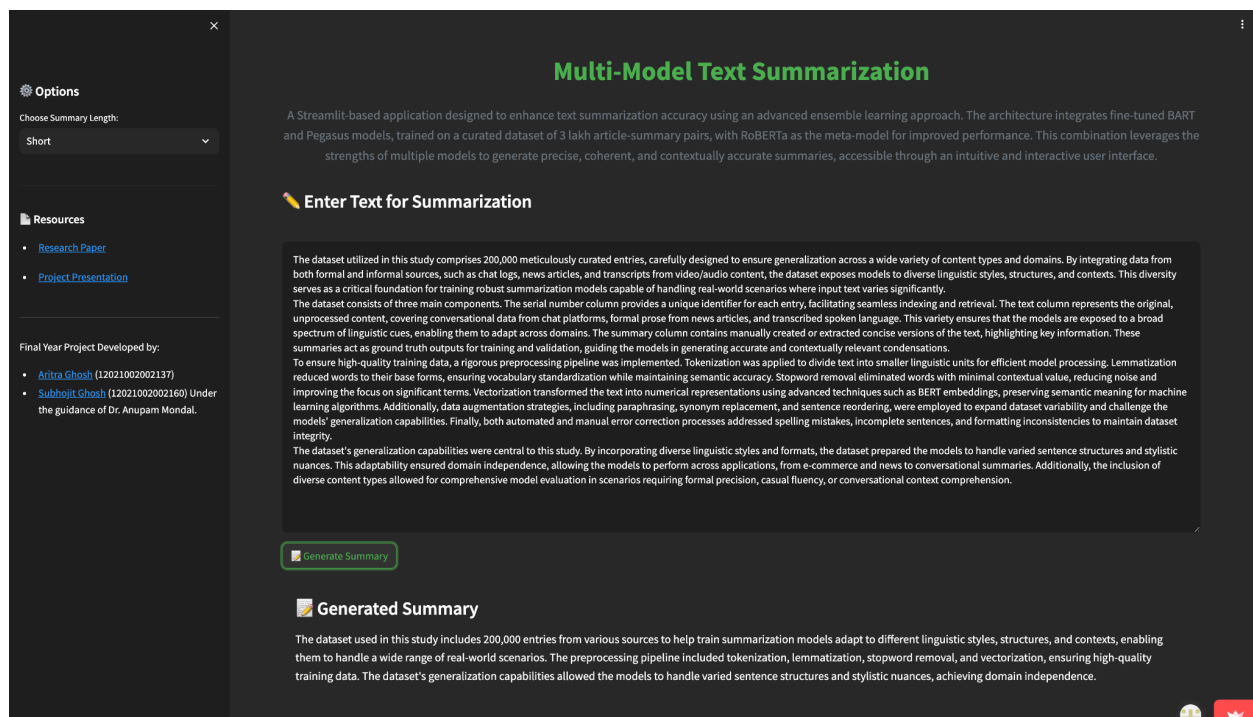 Options
Choose Summary Length:
Short
Resources
Research Paper
Project Presentation
Final Year Project Developed by:
Aritra Ghosh (12021002002137)
Subhojit Ghosh (12021002002160) Under
the guidance of Dr. Anupam Mondal.
Multi-Model Text Summarization
A Streamlit-based application designed to enhance text summarization accuracy using an advanced ensemble learning approach. The architecture integrates fine-tuned BART
and Pegasus models, trained on a curated dataset of 3 lakh article-summary pairs, with RoBERTa as the meta-model for improved performance. This combination leverages the
strengths of multiple models to generate precise, coherent, and contextually accurate summaries, accessible through an intuitive and interactive user interface.
Enter Text for Summarization
The dataset utilized in this study comprises 200,000 meticulously curated entries, carefully designed to ensure generalization across a wide variety of content types and domains. By integrating data from
both formal and informal sources, such as chat logs, news articles, and transcripts from video/audio content, the dataset exposes models to diverse linguistic styles, structures, and contexts. This diversity
serves as a critical foundation for training robust summarization models capable of handling real-world scenarios where input text varies significantly.
The dataset consists of three main components. The serial number column provides a unique identifier for each entry, facilitating seamless indexing and retrieval. The text column represents the original,
unprocessed content, covering conversational data from chat platforms, formal prose from news articles, and transcribed spoken language. This variety ensures that the models are exposed to a broad
spectrum of linguistic cues, enabling them to adapt across domains. The summary column contains manually created or extracted concise versions of the text, highlighting key information. These
summaries act as ground truth outputs for training and validation, guiding the models in generating accurate and contextually relevant condensations.
To ensure high-quality training data, a rigorous preprocessing pipeline was implemented. Tokenization was applied to divide text into smaller linguistic units for efficient model processing. Lemmatization
reduced words to their base forms, ensuring vocabulary standardization while maintaining semantic accuracy. Stopword removal eliminated words with minimal contextual value, reducing noise and
improving the focus on significant terms. Vectorization transformed the text into numerical representations using advanced techniques such as BERT embeddings, preserving semantic meaning for machine
learning algorithms. Additionally, data augmentation strategies, including paraphrasing, synonym replacement, and sentence reordering, were employed to expand dataset variability and challenge the
models' generalization capabilities. Finally, both automated and manual error correction processes addressed spelling mistakes, incomplete sentences, and formatting inconsistencies to maintain dataset
integrity.
The dataset's generalization capabilities were central to this study. By incorporating diverse linguistic styles and formats, the dataset prepared the models to handle varied sentence structures and stylistic
nuances. This adaptability ensured domain independence, allowing the models to perform across applications, from e-commerce and news to conversational summaries. Additionally, the inclusion of
diverse content types allowed for comprehensive model evaluation in scenarios requiring formal precision, casual fluency, or conversational context comprehension.
Generate Summary
Generated Summary
The dataset used in this study includes 200,000 entries from various sources to help train summarization models adapt to different linguistic styles, structures, and contexts, enabling
them to handle a wide range of real-world scenarios. The preprocessing pipeline included tokenization, lemmatization, stopword removal, and vectorization, ensuring high-quality
training data. The dataset's generalization capabilities allowed the models to handle varied sentence structures and stylistic nuances, achieving domain independence.